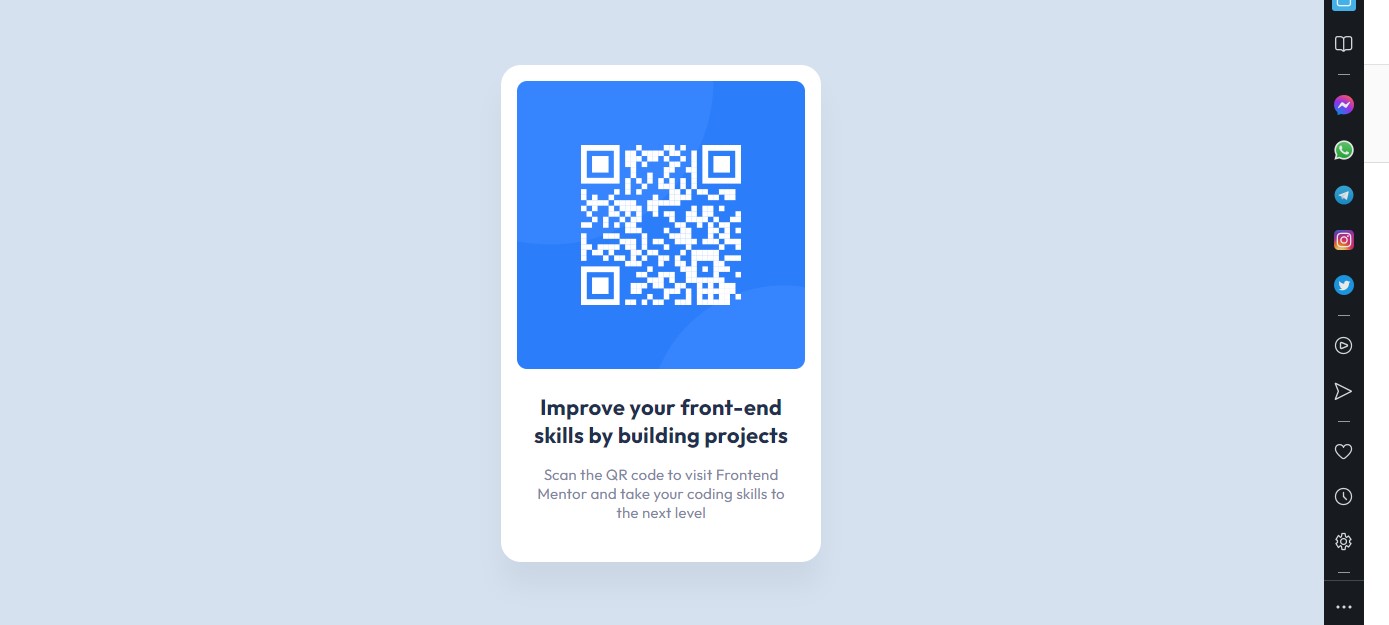 Improve your front-end
skills by building projects
Scan the QR code to visit Frontend
Mentor and take your coding skills to
the next level